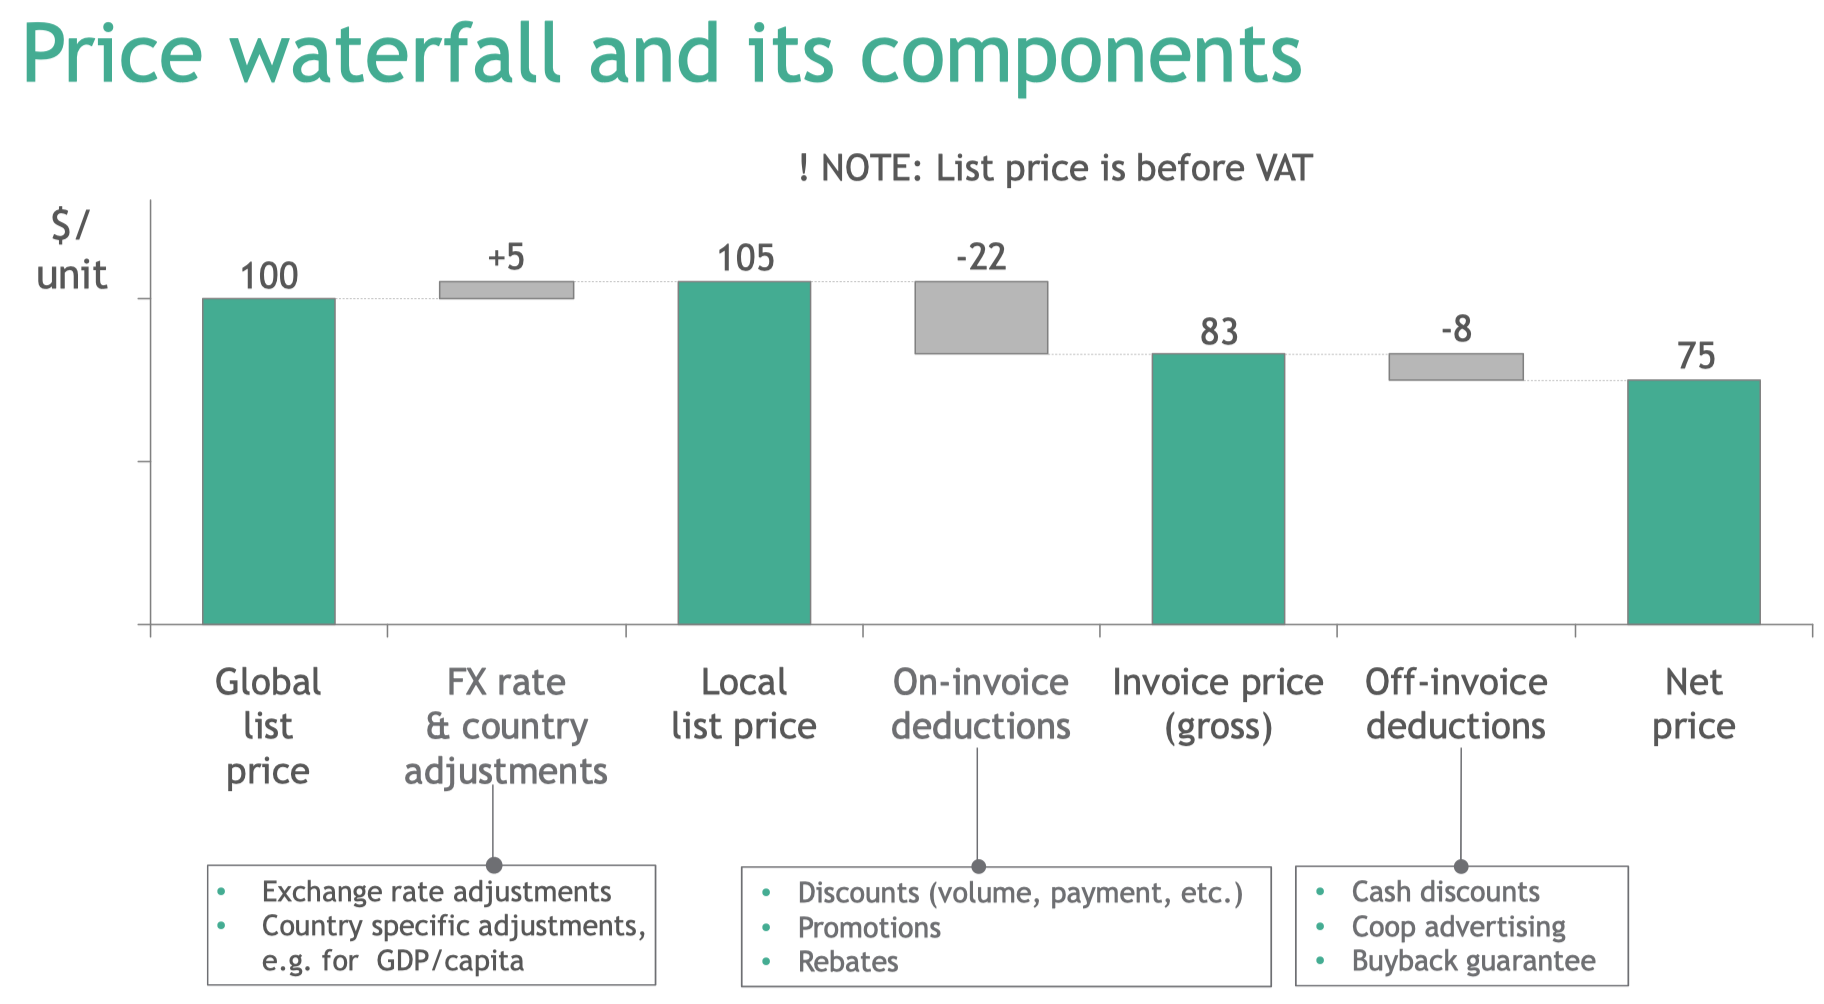 Price waterfall and its components
! NOTE: List price is before VAT
$/
unit
100
+5
105
-22
83
-8
75
Global
list
price
FX rate
& country
adjustments
Local
list price
On-invoice
deductions
Invoice price
(gross)
Off-invoice
deductions
Net
price
• Exchange rate adjustments
• Country specific adjustments,
e.g. for GDP/capita
• Discounts (volume, payment, etc.)
• Promotions
• Rebates
• Cash discounts
• Coop advertising
• Buyback guarantee